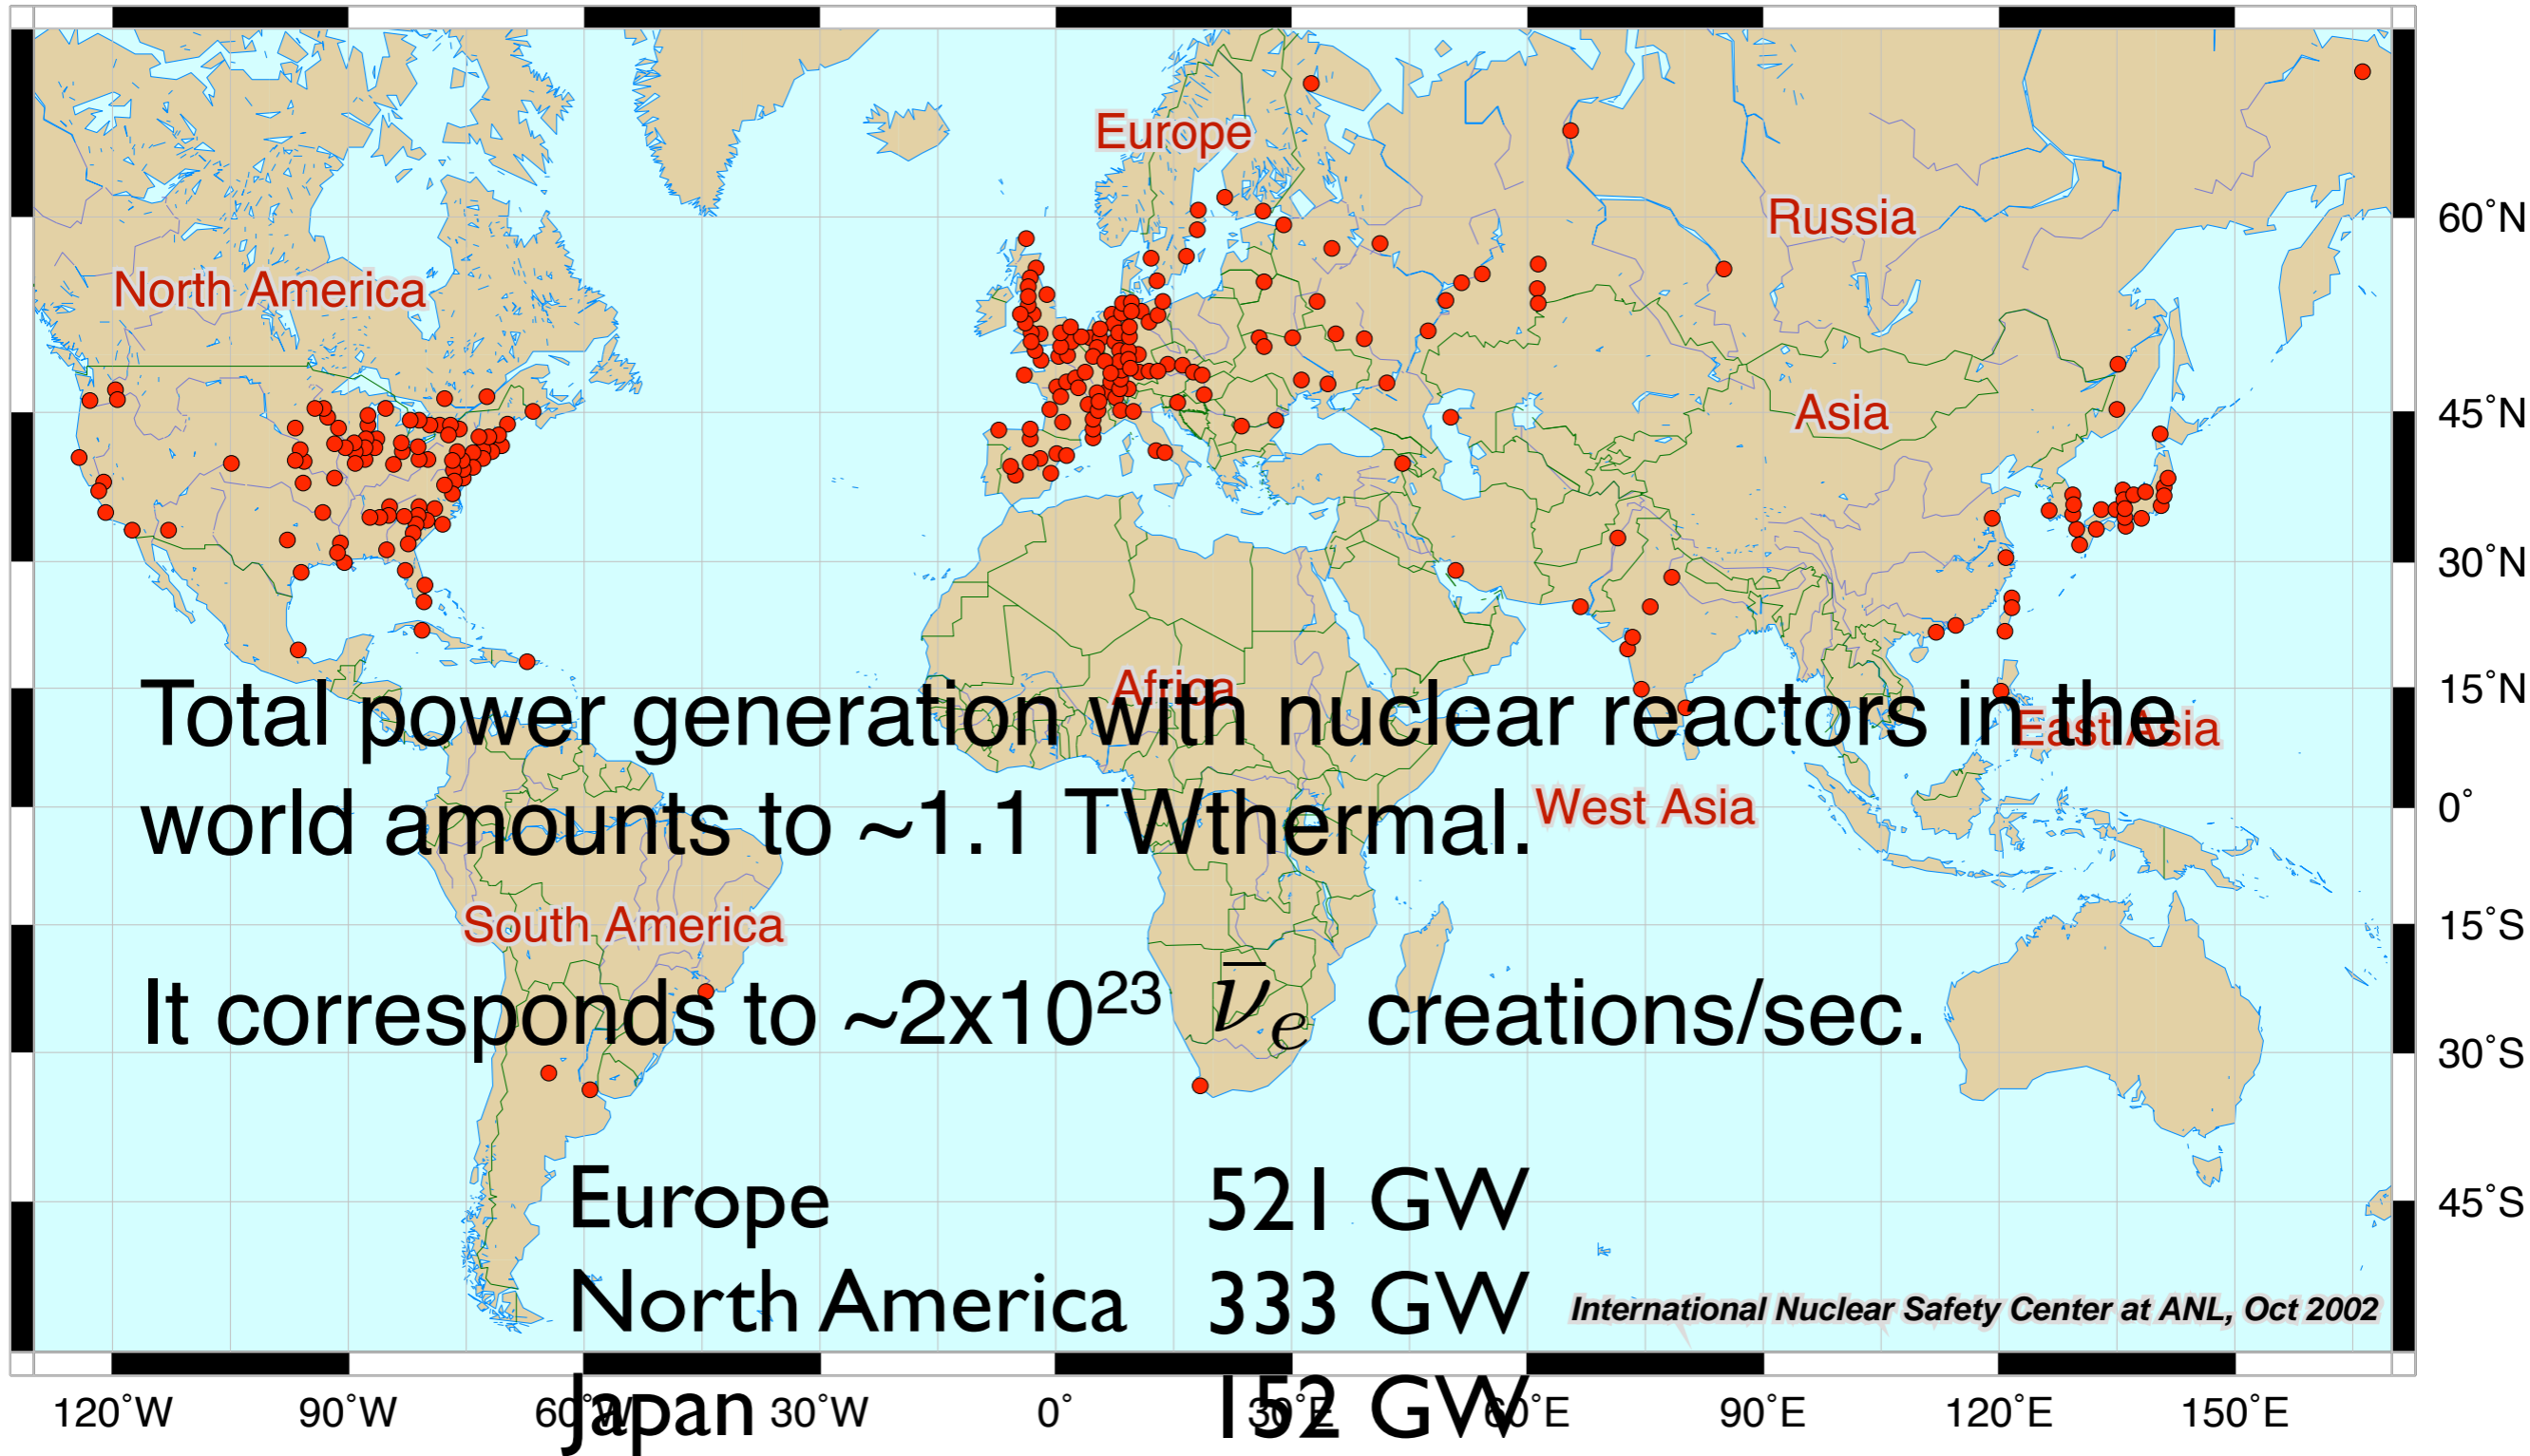 Europe
60˚N
Russia
North America
45˚N
Asia
30˚N
Africa
15˚N
Total power generation with nuclear reactors in the
East Asia
world amounts to ~1.1 TWthermal.
West Asia
0˚
South America
15˚S
It corresponds to ~2x10²³ ν̄ₑ creations/sec.
30˚S
Europe 521 GW
45˚S
North America 333 GW
International Nuclear Safety Center at ANL, Oct 2002
Japan 152 GW
120˚W 90˚W 60˚W 30˚W 0˚ 30˚E 60˚E 90˚E 120˚E 150˚E